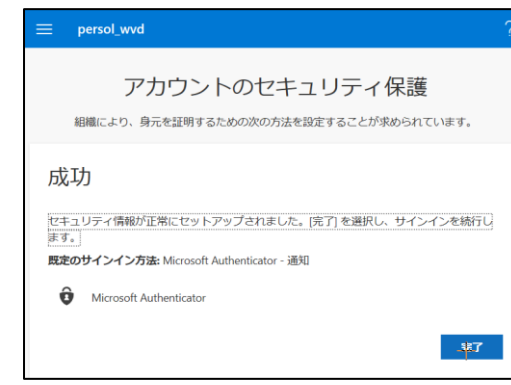 persol_wvd
?
アカウントのセキュリティ保護
組織により、身元を証明するための次の方法を設定することが求められています。
成功
セキュリティ情報が正常にセットアップされました。[完了] を選択し、サインインを続行し
ます。
既定のサインイン方法: Microsoft Authenticator - 通知
Microsoft Authenticator
完了